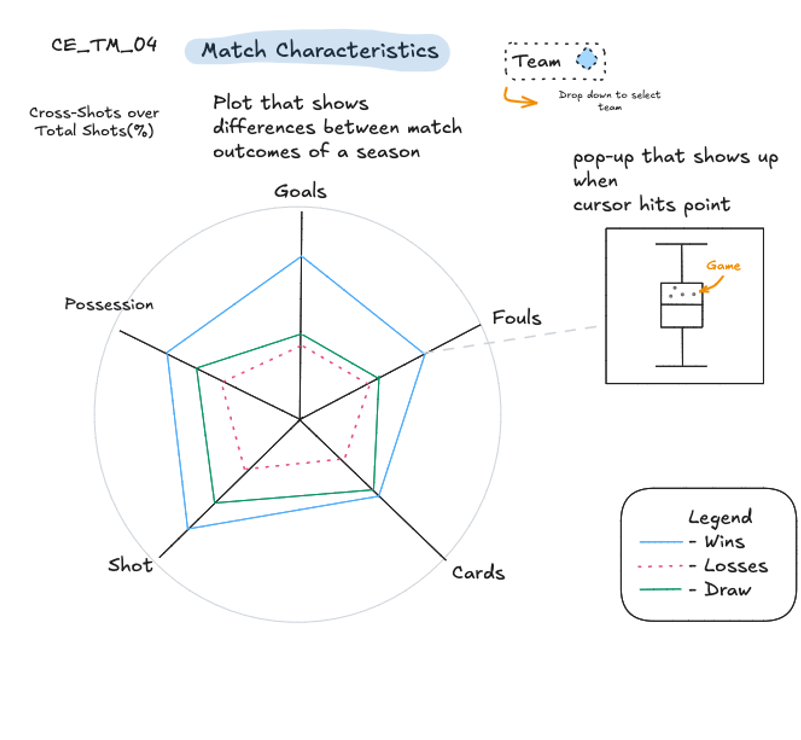 CE_TM_04
Match Characteristics
Team
Drop down to select
team
Cross-Shots over
Total Shots(%)
Plot that shows
differences between match
outcomes of a season
pop-up that shows up
when
cursor hits point
Goals
Game
Possession
Fouls
Shot
Cards
Legend
- Wins
- Losses
- Draw